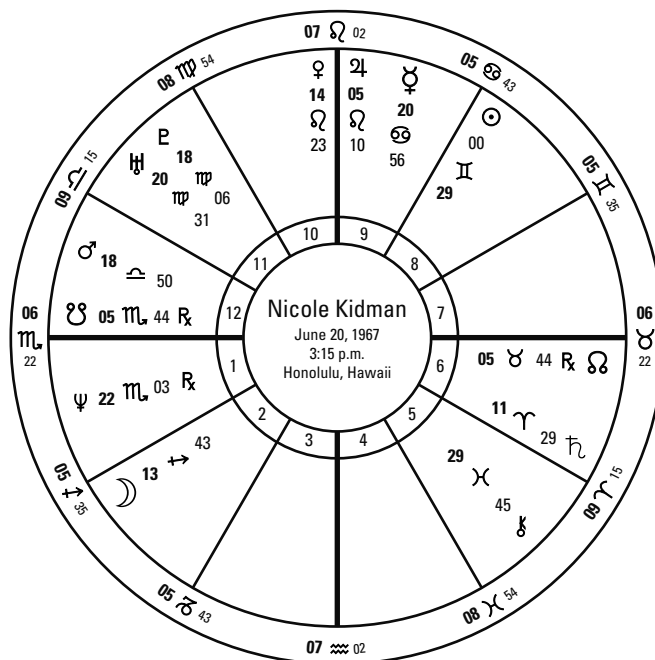 07 ♌ 02
08 ♍ 54
05 ♋ 43
♀
14
♌
23
♃
05
♌
10
☿
20
♋
56
☉
00
♊
29
♇
18
♍
06
♅
20
♍
31
09 ♎ 15
05 ♊ 35
♂ 18 ♎ 50
☋ 05 ♏ 44 ℞
10
9
11
8
12
7
1
6
2
5
3
4
Nicole Kidman
June 20, 1967
3:15 p.m.
Honolulu, Hawaii
06
♏
22
06
♉
22
05 ♉ 44 ℞ ☊
♆ 22 ♏ 03 ℞
11 ♈ 29 ♄
☽ 13 ♐ 43
29 ♓ 45 ⚷
05 ♐ 35
09 ♈ 15
05 ♑ 43
08 ♓ 54
07 ♒ 02